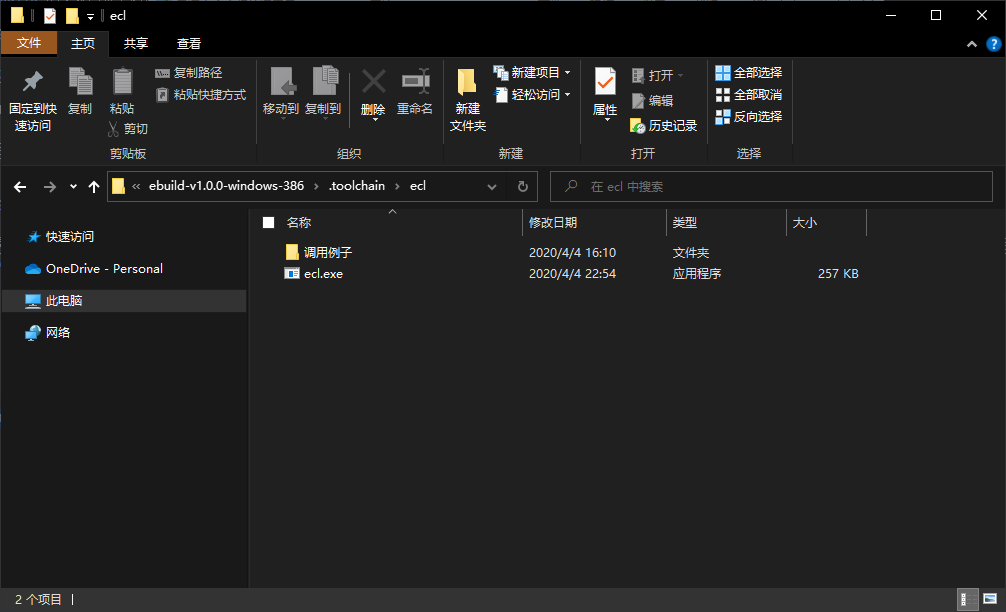 ecl
文件 主页 共享 查看
固定到快速访问
复制
粘贴
复制路径
粘贴快捷方式
剪切
剪贴板
移动到
复制到
删除
重命名
组织
新建
文件夹
新建项目
轻松访问
新建
属性
打开
编辑
历史记录
打开
全部选择
全部取消
反向选择
选择
« ebuild-v1.0.0-windows-386 › .toolchain › ecl
在 ecl 中搜索
快速访问
OneDrive - Personal
此电脑
网络
名称 修改日期 类型 大小
调用例子 2020/4/4 16:10 文件夹
ecl.exe 2020/4/4 22:54 应用程序 257 KB
2 个项目